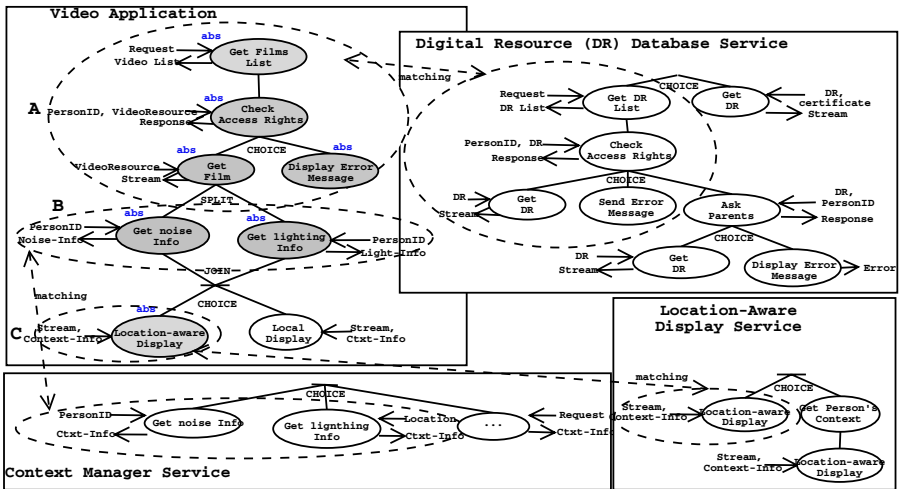 Video Application
abs
Request
Video List
Get Films
List
A
abs
PersonID, VideoResource
Response
Check
Access Rights
CHOICE
abs
abs
VideoResource
Stream
Get
Film
Display Error
Message
SPLIT
B
abs
abs
PersonID
Noise-Info
Get noise
Info
Get lighting
Info
PersonID
Light-Info
JOIN
matching
CHOICE
abs
C
Stream,
Context-Info
Location-aware
Display
Local
Display
Stream,
Ctxt-Info
Digital Resource (DR) Database Service
matching
CHOICE
Request
DR List
Get DR
List
Get
DR
DR,
certificate
Stream
PersonID, DR
Response
Check
Access Rights
CHOICE
DR
Stream
Get
DR
Send Error
Message
Ask
Parents
DR,
PersonID
Response
CHOICE
DR
Stream
Get
DR
Display Error
Message
Error
Location-Aware
Display Service
matching
CHOICE
Stream,
Context-Info
Location-aware
Display
Get Person's
Context
Stream,
Context-Info
Location-aware
Display
CHOICE
PersonID
Ctxt-Info
Get noise Info
Get lignthing
Info
Location
Ctxt-Info
...
Request
Ctxt-Info
Context Manager Service